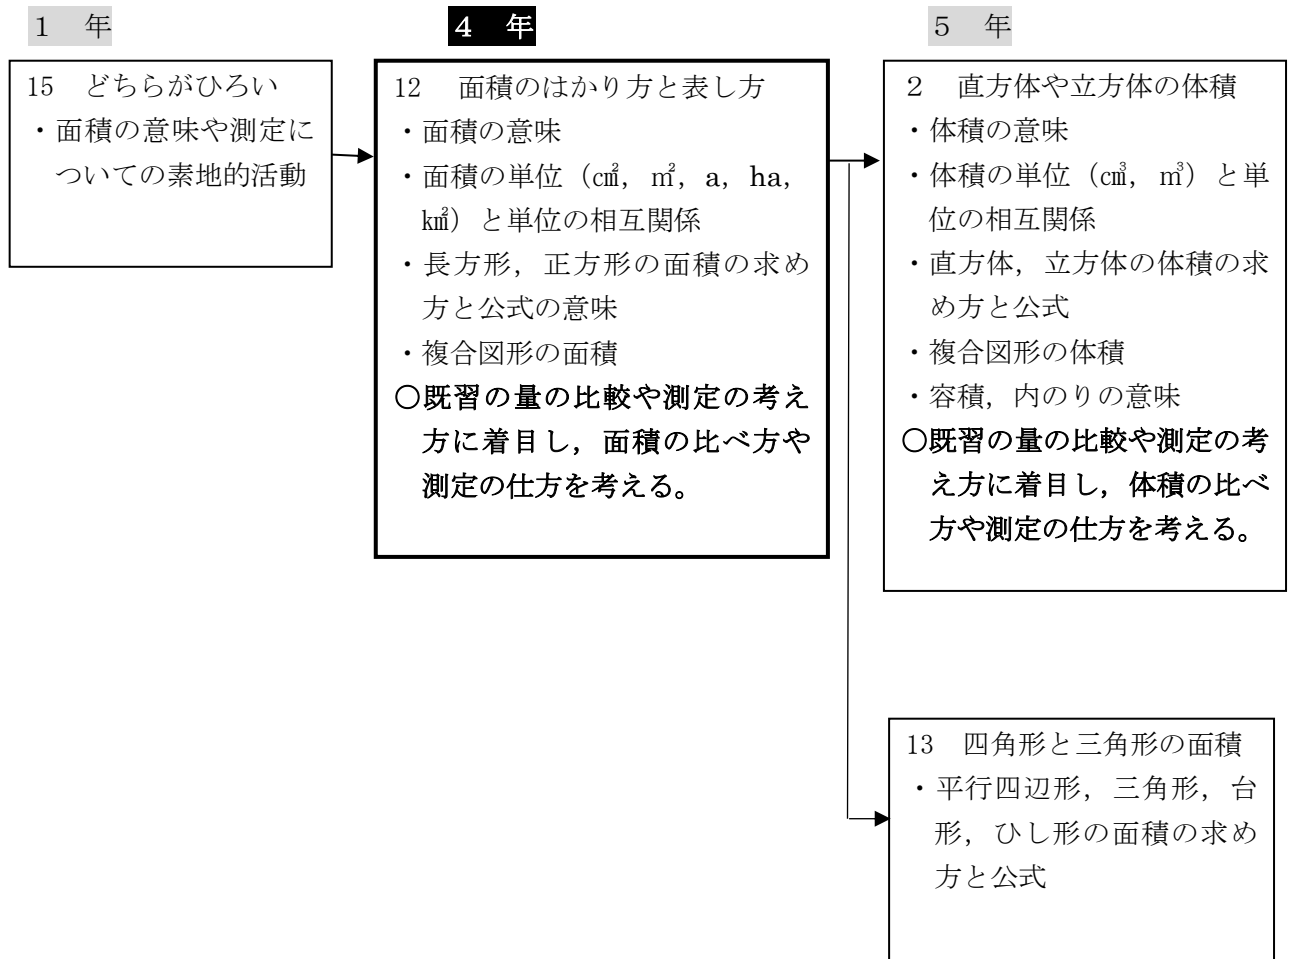 １　年
15　どちらがひろい
・面積の意味や測定に
ついての素地的活動
４　年
12　面積のはかり方と表し方
・面積の意味
・面積の単位（㎠，㎡，a，ha，
㎢）と単位の相互関係
・長方形，正方形の面積の求め
方と公式の意味
・複合図形の面積
○既習の量の比較や測定の考え
方に着目し，面積の比べ方や
測定の仕方を考える。
５　年
２　直方体や立方体の体積
・体積の意味
・体積の単位（㎤，㎥）と単
位の相互関係
・直方体，立方体の体積の求
め方と公式
・複合図形の体積
・容積，内のりの意味
○既習の量の比較や測定の考
え方に着目し，体積の比べ
方や測定の仕方を考える。
13　四角形と三角形の面積
・平行四辺形，三角形，台
形，ひし形の面積の求め
方と公式